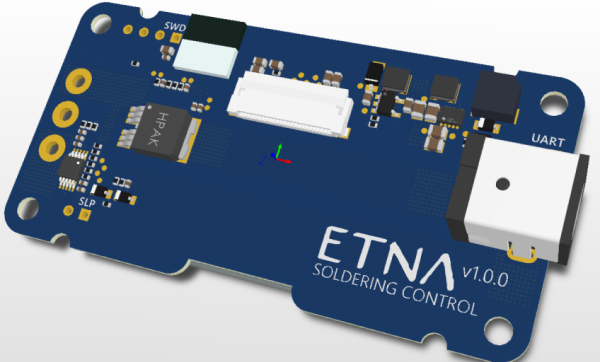 SWD
HPAK
UART
SLP
ETNA v1.0.0
SOLDERING CONTROL